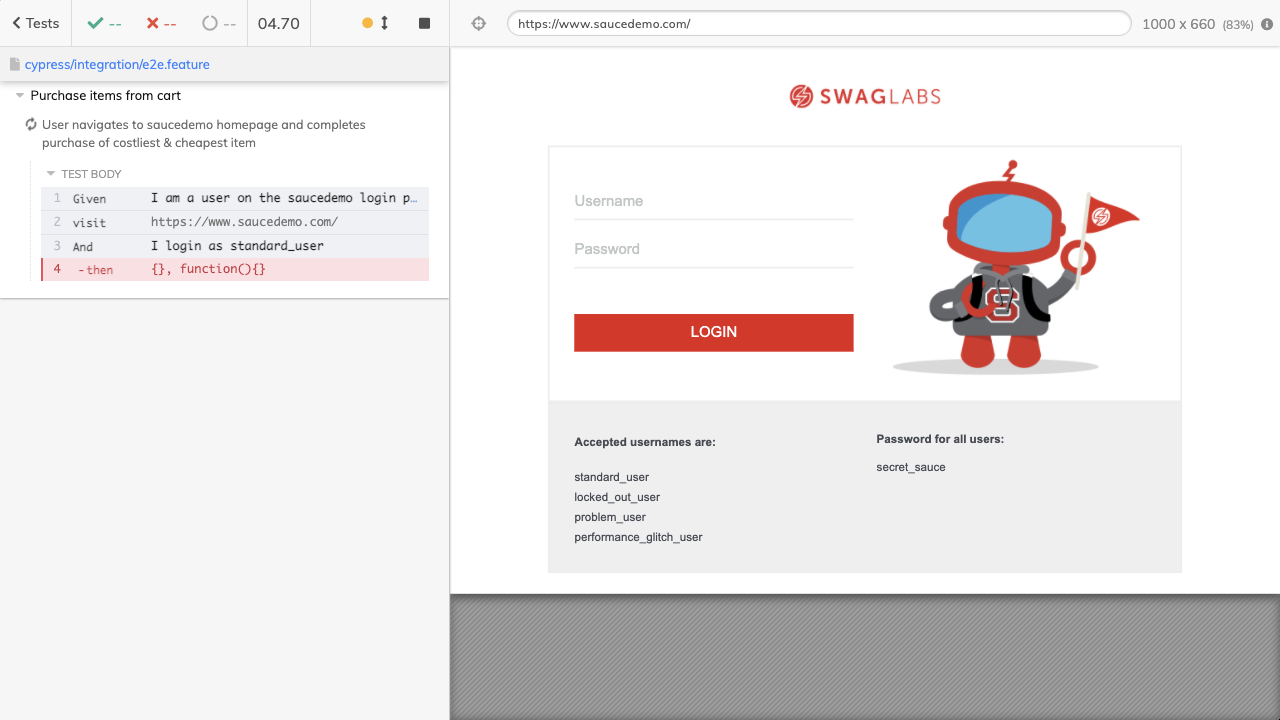 Tests
--
--
--
04.70
https://www.saucedemo.com/
1000 x 660 (83%)
cypress/integration/e2e.feature
Purchase items from cart
User navigates to saucedemo homepage and completes
purchase of costliest & cheapest item
TEST BODY
1 Given I am a user on the saucedemo login p…
2 visit https://www.saucedemo.com/
3 And I login as standard_user
4 -then {}, function(){}
SWAGLABS
Username
Password
LOGIN
S
Accepted usernames are:
standard_user
locked_out_user
problem_user
performance_glitch_user
Password for all users:
secret_sauce